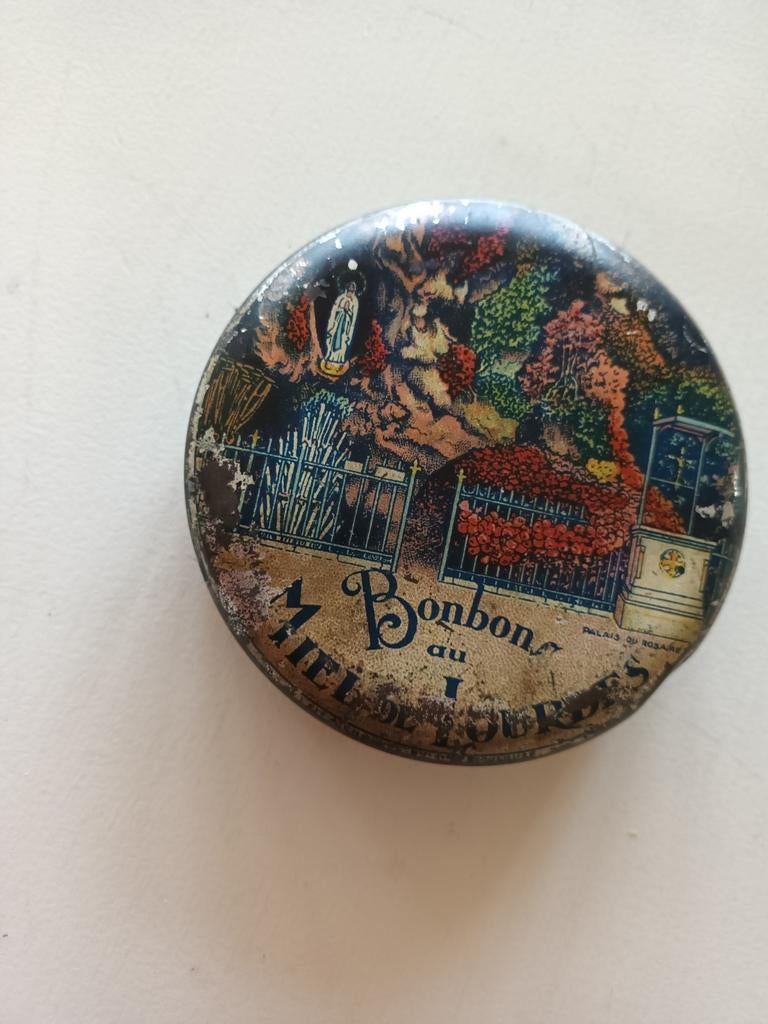 PALAIS DU ROSAIRE
Bonbons
au
MIEL DE LOURDES